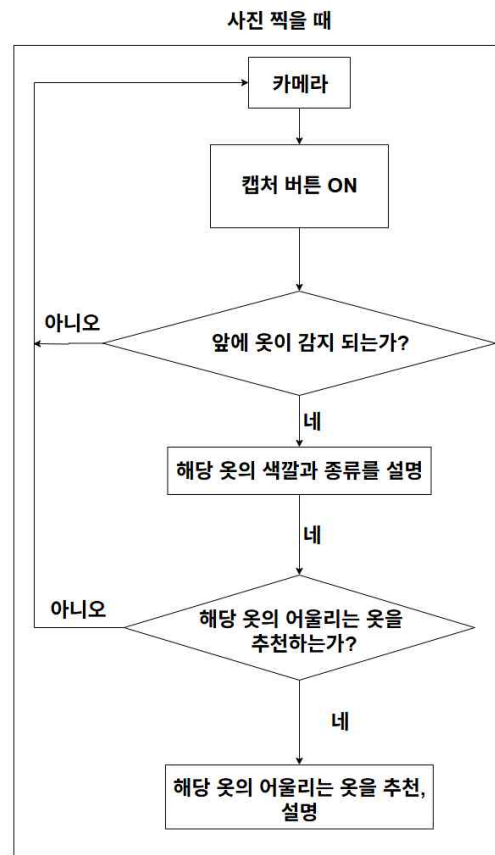 사진 찍을 때
카메라
캡처 버튼 ON
아니오
앞에 옷이 감지 되는가?
네
해당 옷의 색깔과 종류를 설명
네
아니오
해당 옷의 어울리는 옷을
추천하는가?
네
해당 옷의 어울리는 옷을 추천,
설명